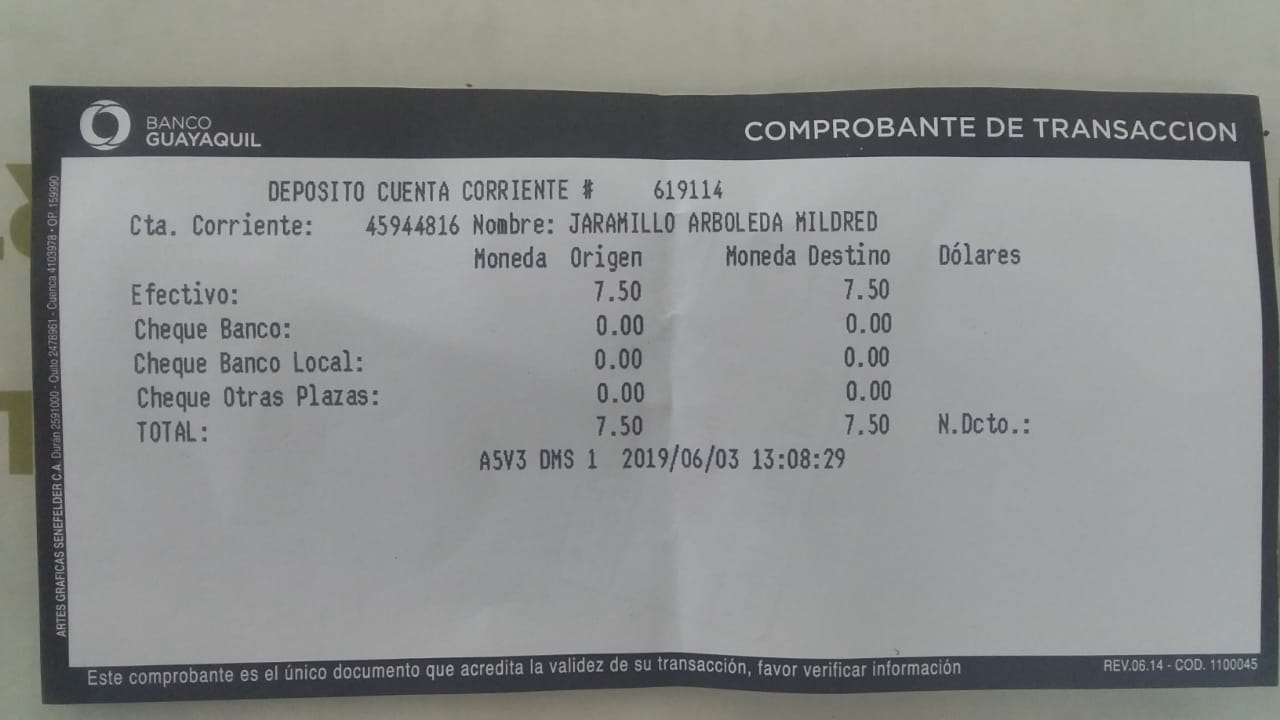 BANCO
GUAYAQUIL
COMPROBANTE DE TRANSACCION
DEPOSITO CUENTA CORRIENTE # 619114
Cta. Corriente: 45944816 Nombre: JARAMILLO ARBOLEDA MILDRED
Moneda Origen Moneda Destino Dólares
Efectivo: 7.50 7.50
Cheque Banco: 0.00 0.00
Cheque Banco Local: 0.00 0.00
Cheque Otras Plazas: 0.00 0.00
TOTAL: 7.50 7.50 N.Dcto.:
A5V3 DMS 1 2019/06/03 13:08:29
Este comprobante es el único documento que acredita la validez de su transacción, favor verificar información
REV.06.14 - COD. 1100045
ARTES GRAFICAS SENEFELDER C.A. Durán 2591000 - Quito 2478961 - Cuenca 4103978 • OP. 159990